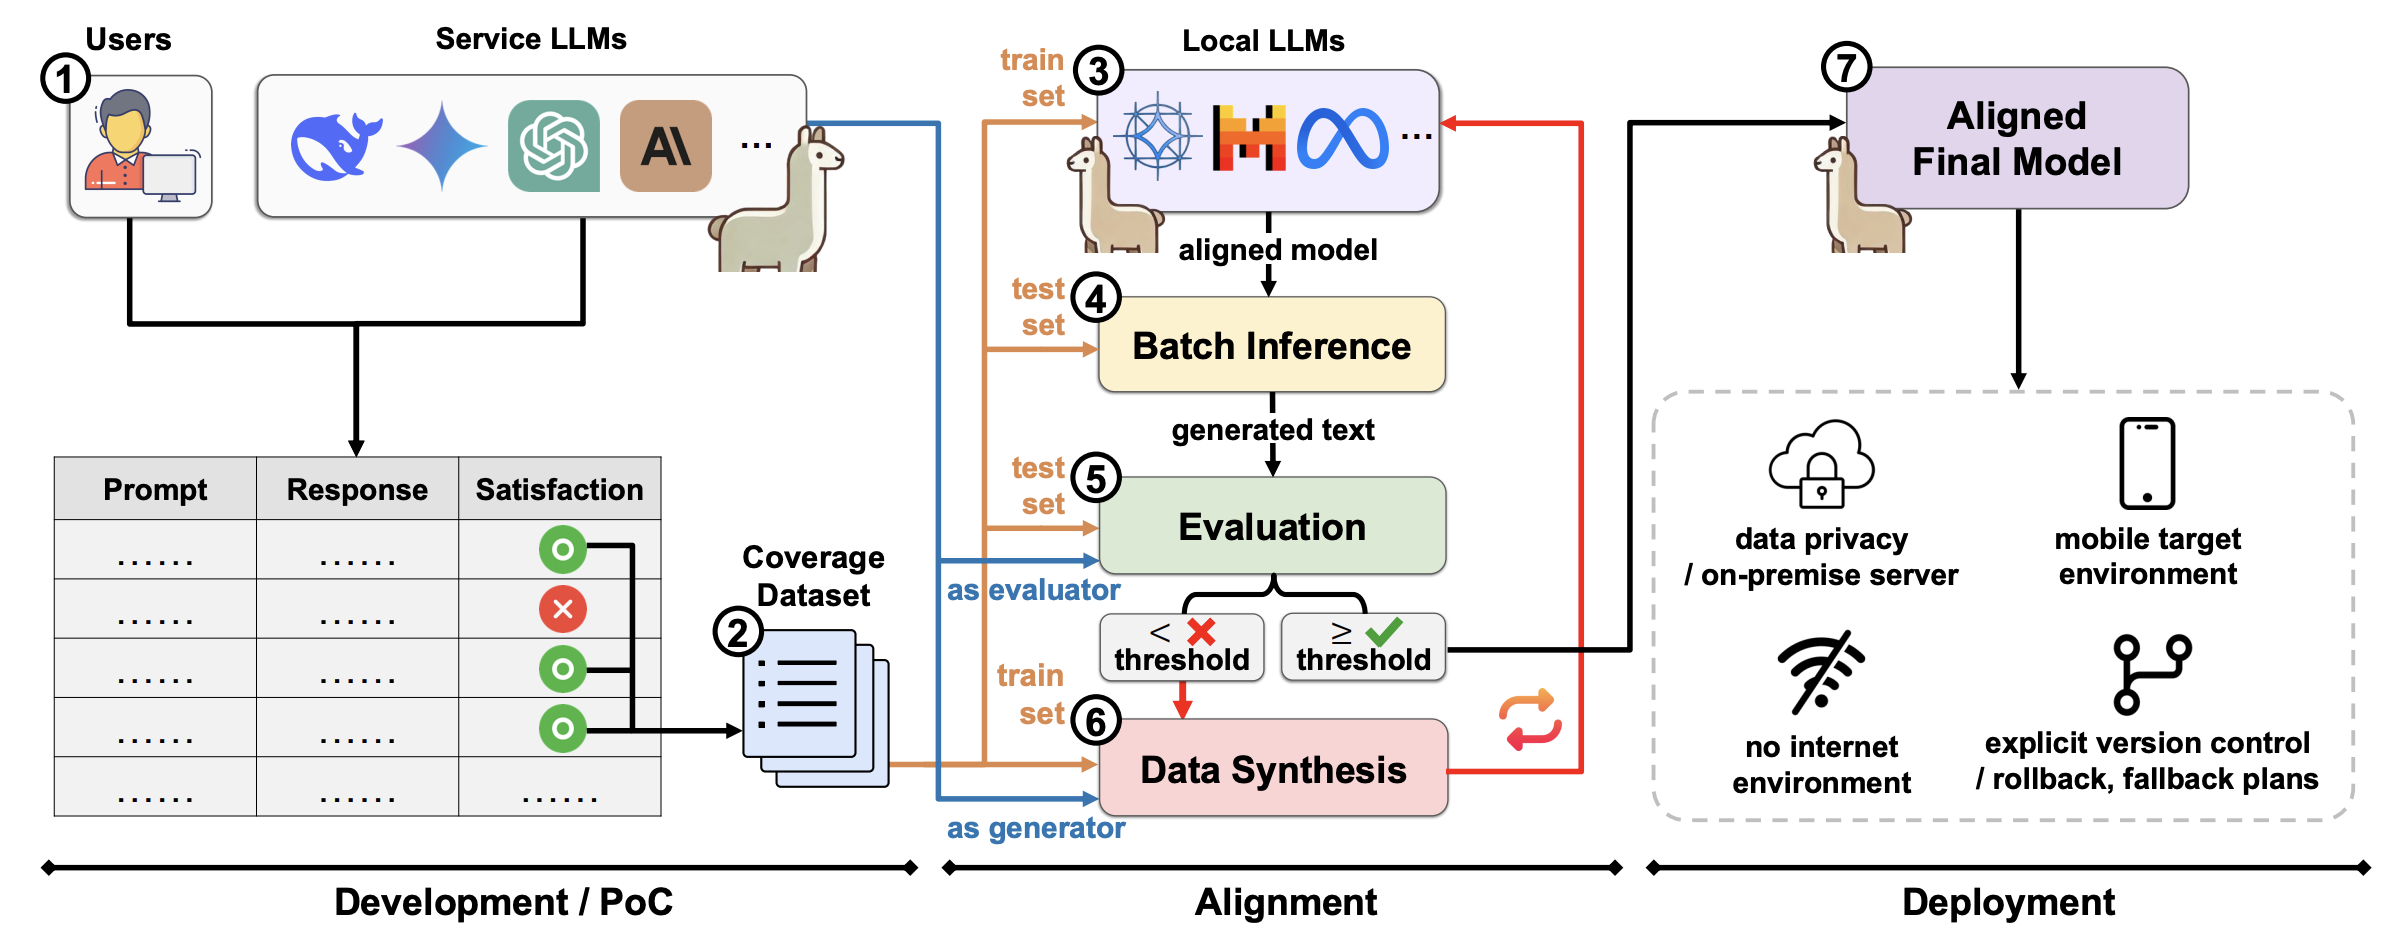 1
Users
Service LLMs
A\
...
Prompt
Response
Satisfaction
......
......
......
......
......
......
......
......
......
......
......
2
Coverage
Dataset
Development / PoC
train
set
3
Local LLMs
...
aligned model
test
set
4
Batch Inference
generated text
test
set
5
Evaluation
as evaluator
<
threshold
≥
threshold
train
set
6
Data Synthesis
as generator
Alignment
7
Aligned
Final Model
data privacy
/ on-premise server
mobile target
environment
no internet
environment
explicit version control
/ rollback, fallback plans
Deployment